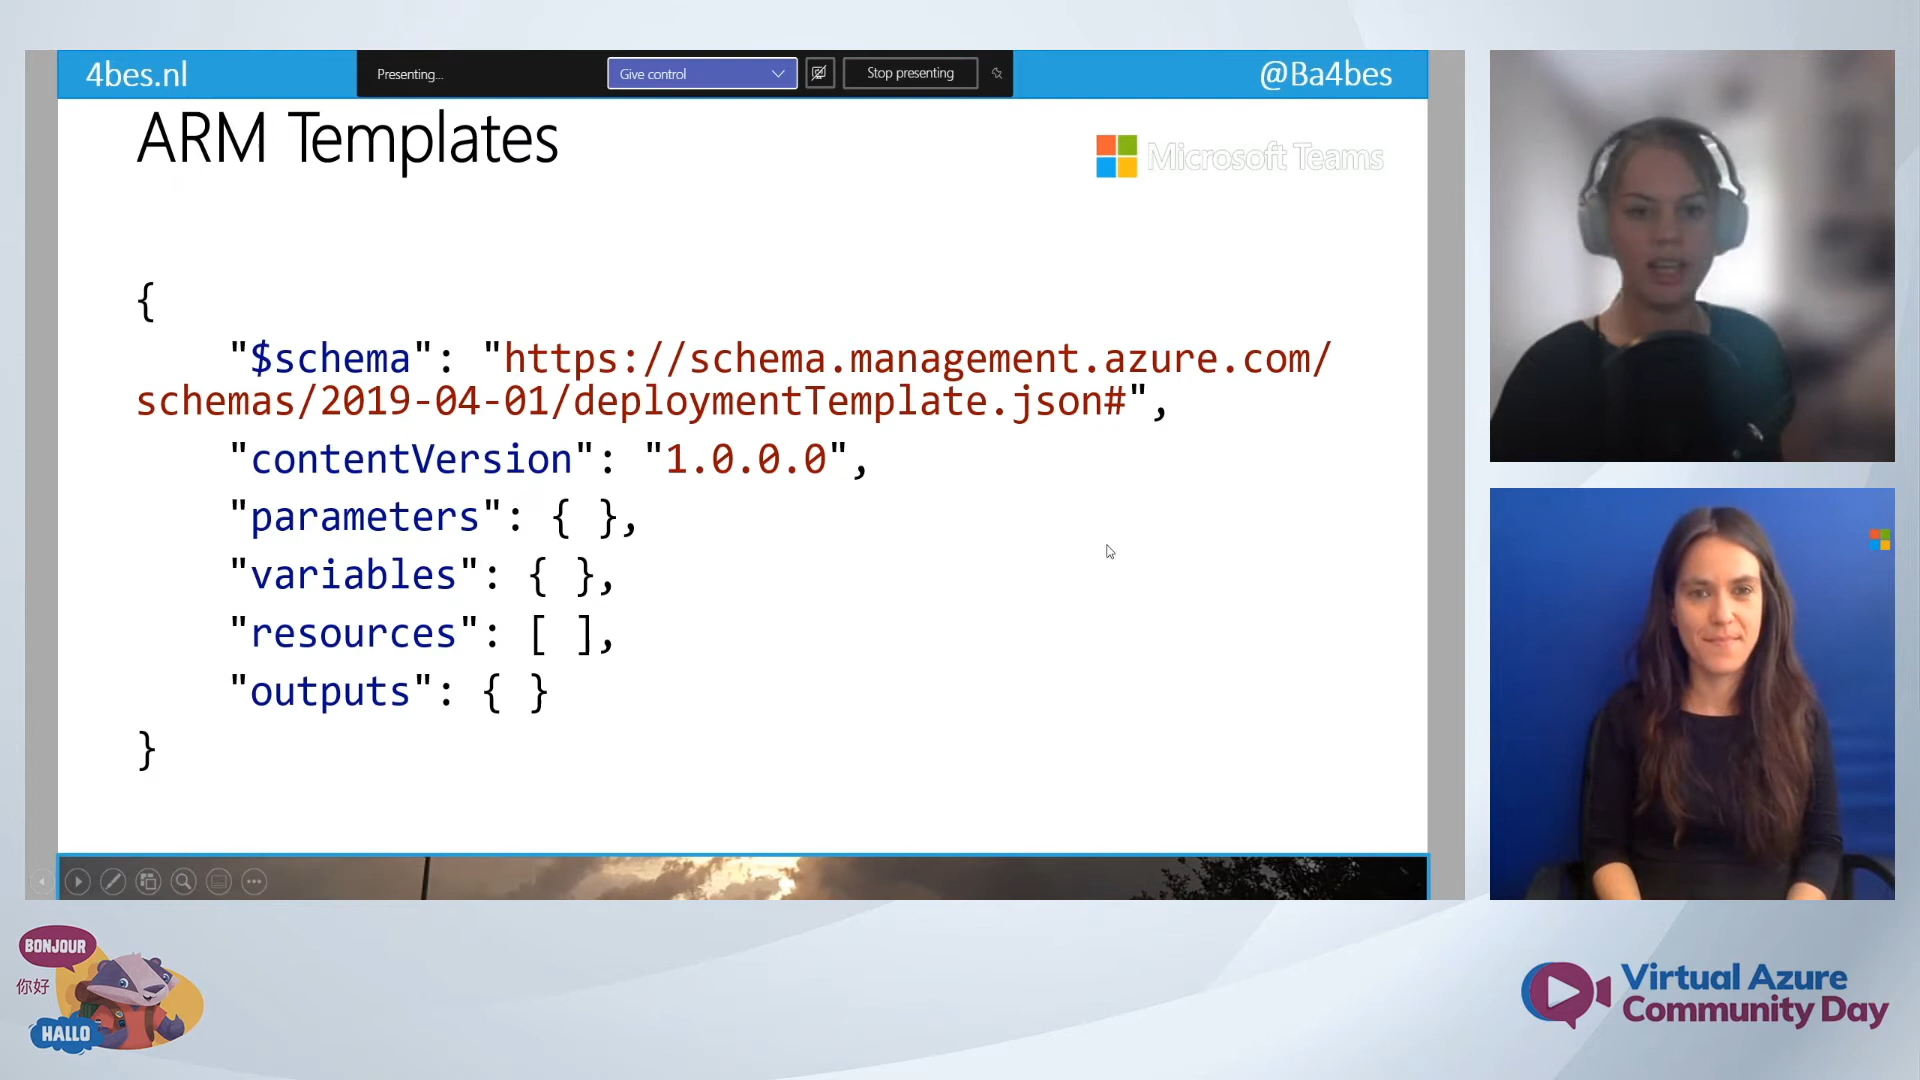 4bes.nl
Presenting...
Give control
Stop presenting
@Ba4bes
ARM Templates
Microsoft Teams
{
"$schema": "https://schema.management.azure.com/
schemas/2019-04-01/deploymentTemplate.json#",
"contentVersion": "1.0.0.0",
"parameters": { },
"variables": { },
"resources": [ ],
"outputs": { }
}
BONJOUR
你好
HALLO
Virtual Azure
Community Day